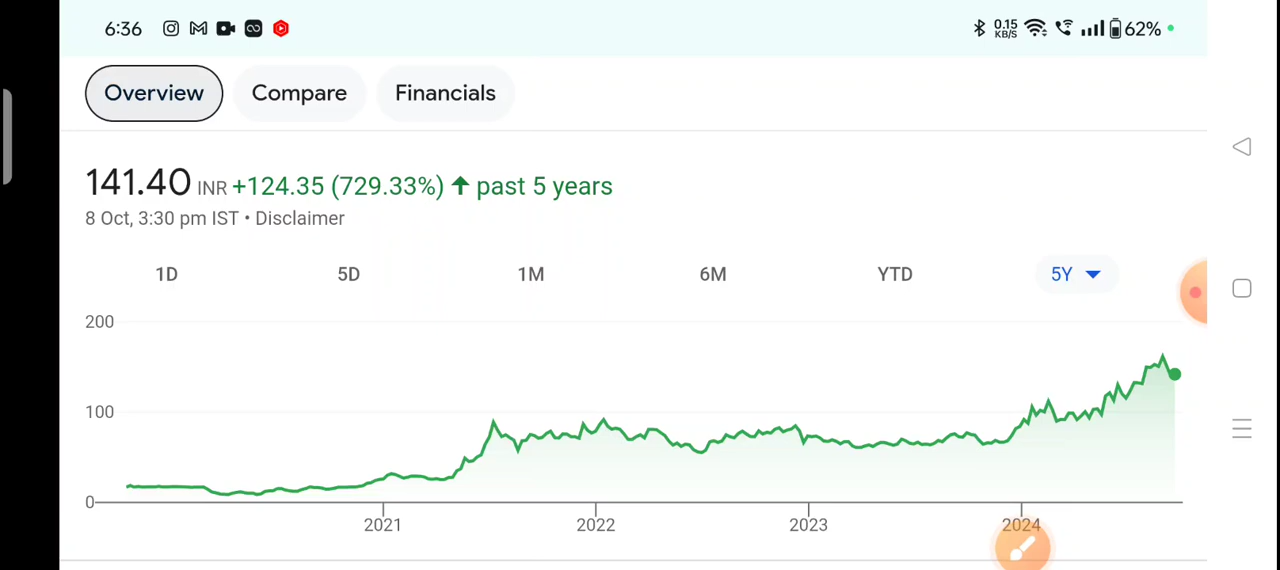 6:36 0.15 KB/S 62%
Overview Compare Financials
141.40 INR +124.35 (729.33%) ↑ past 5 years
8 Oct, 3:30 pm IST • Disclaimer
1D 5D 1M 6M YTD 5Y
200
100
0
2021 2022 2023 2024